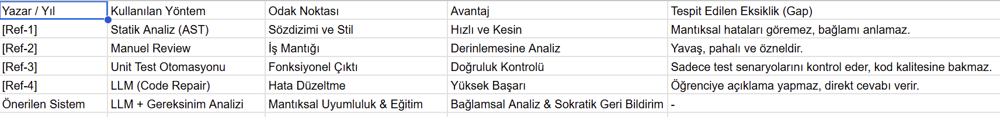 Yazar / Yıl Kullanılan Yöntem Odak Noktası Avantaj Tespit Edilen Eksiklik (Gap)
[Ref-1] Statik Analiz (AST) Sözdizimi ve Stil Hızlı ve Kesin Mantıksal hataları göremez, bağlamı anlamaz.
[Ref-2] Manuel Review İş Mantığı Derinlemesine Analiz Yavaş, pahalı ve özneldir.
[Ref-3] Unit Test Otomasyonu Fonksiyonel Çıktı Doğruluk Kontrolü Sadece test senaryolarını kontrol eder, kod kalitesine bakmaz.
[Ref-4] LLM (Code Repair) Hata Düzeltme Yüksek Başarı Öğrenciye açıklama yapmaz, direkt cevabı verir.
Önerilen Sistem LLM + Gereksinim Analizi Mantıksal Uyumluluk & Eğitim Bağlamsal Analiz & Sokratik Geri Bildirim -